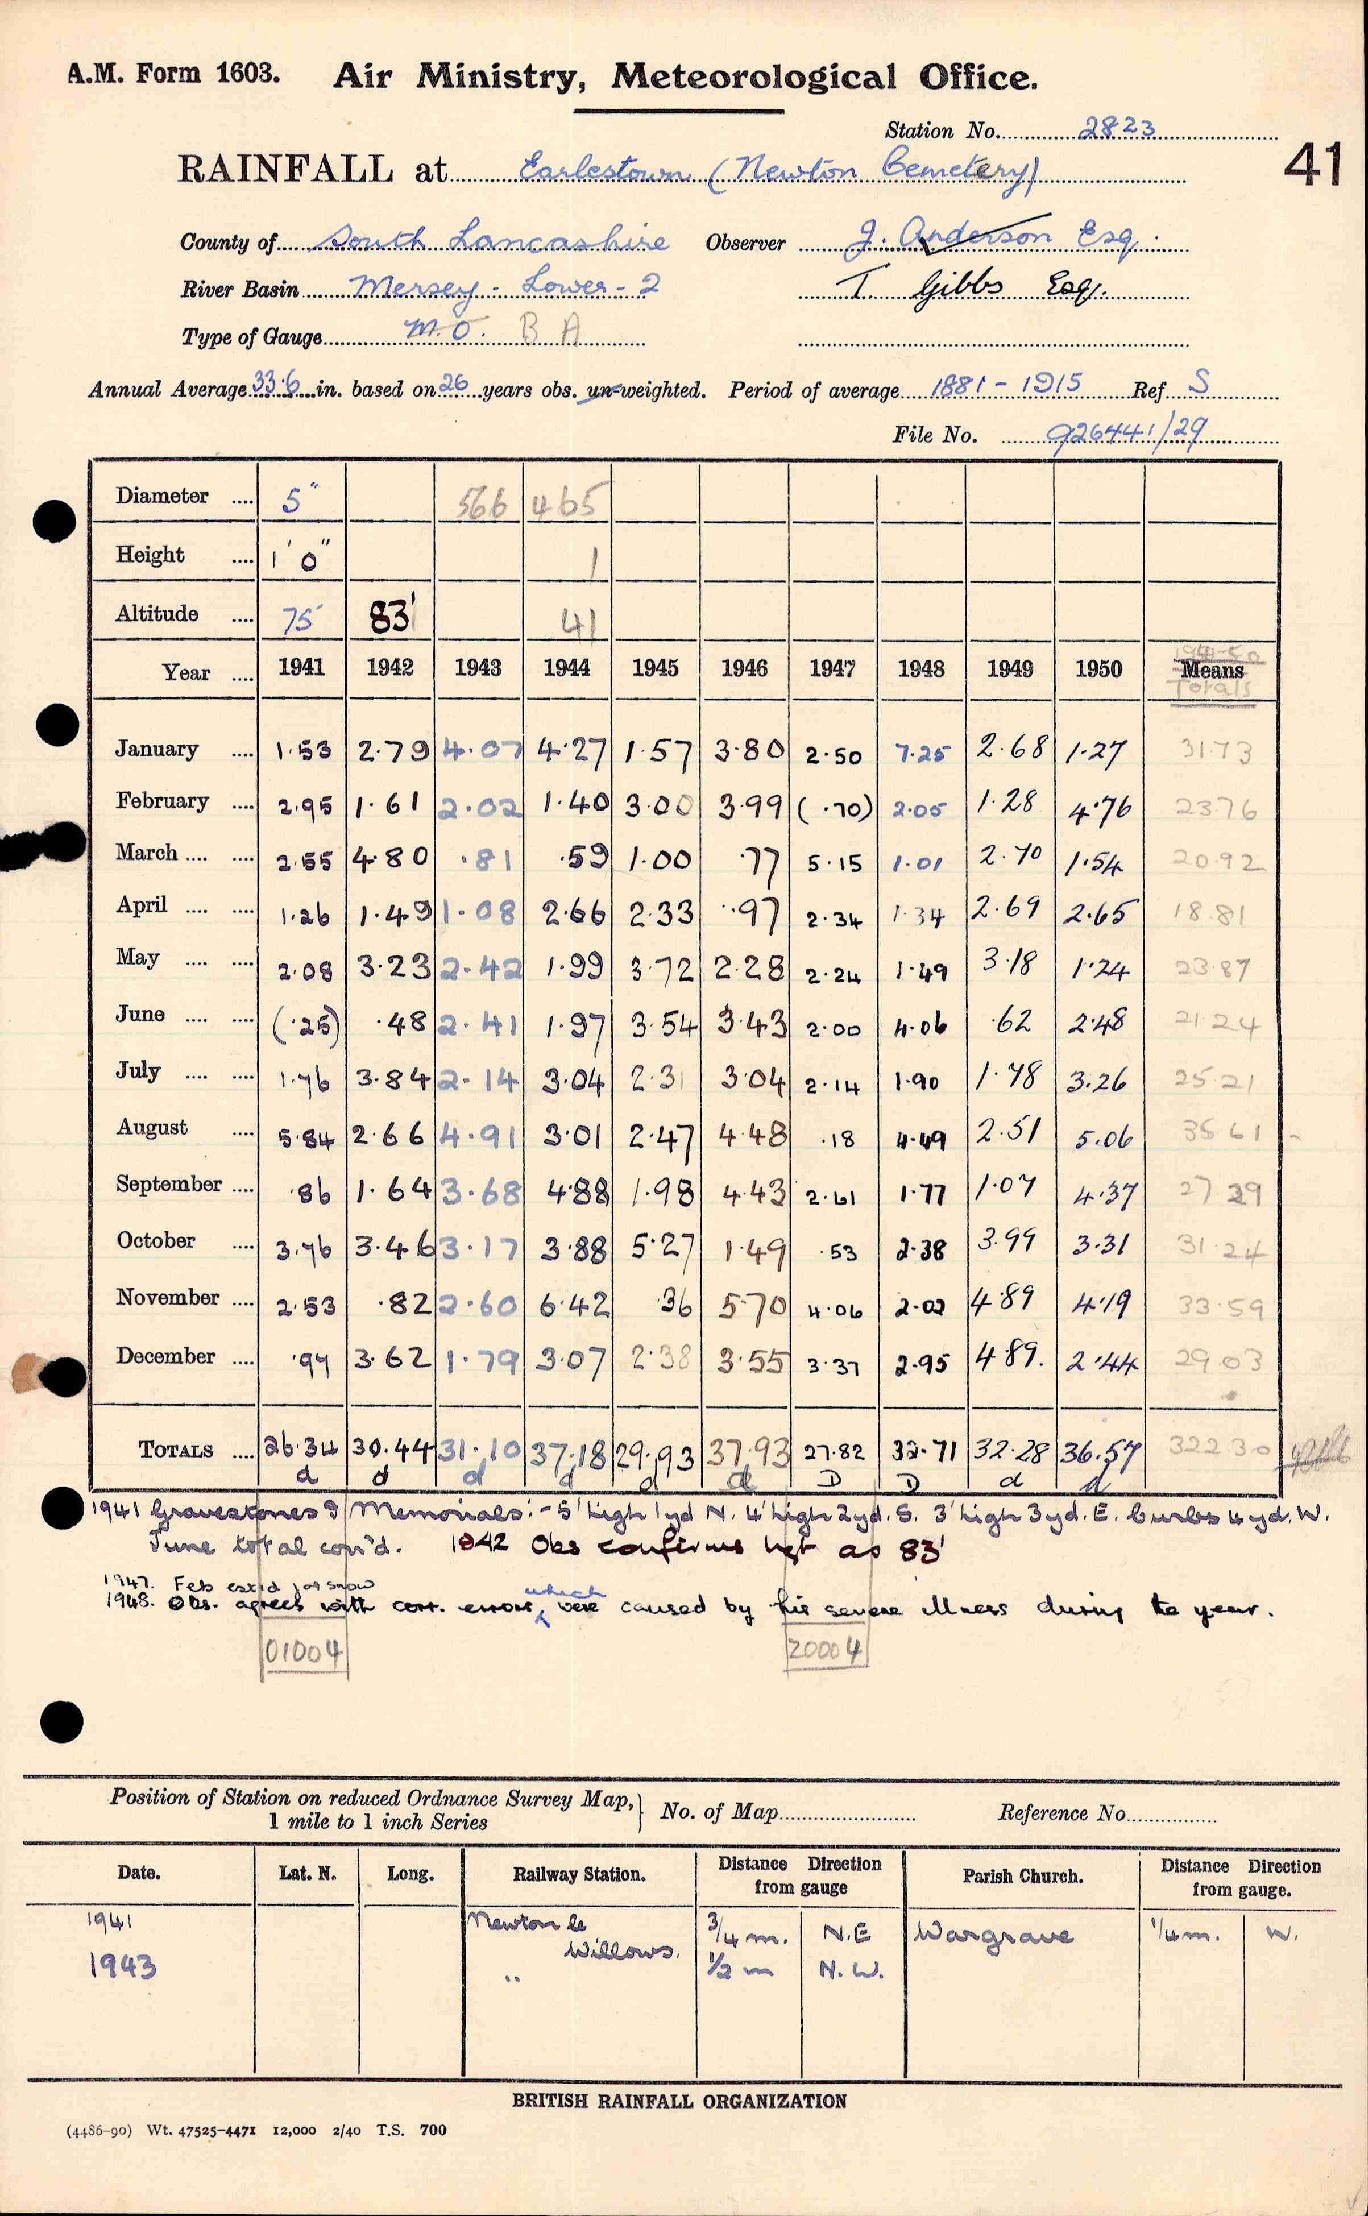 A.M. Form 1603. Air Ministry, Meteorological Office.
Station No. 2823
41
RAINFALL at Earlestown (Newton Cemetery)
County of South Lancashire Observer J. Anderson Esq.
River Basin Mersey - Lower - 2 T. Gibbs Esq.
Type of Gauge M.O. B A
Annual Average 33.6 in. based on 26 years obs. un-weighted. Period of average 1881 - 1915 Ref S
File No. 926441/29
Diameter .... 5" 566 465
Height .... 1'0" 1
Altitude .... 75' 83' 41
1941-50
Year .... 1941 1942 1943 1944 1945 1946 1947 1948 1949 1950 Means
Totals
January .... 1.53 2.79 4.07 4.27 1.57 3.80 2.50 7.25 2.68 1.27 31.73
February .... 2.95 1.61 2.02 1.40 3.00 3.99 (.70) 2.05 1.28 4.76 23.76
March .... .... 2.55 4.80 .81 .59 1.00 .77 5.15 1.01 2.70 1.54 20.92
April .... .... 1.26 1.49 1.08 2.66 2.33 .97 2.34 1.34 2.69 2.65 18.81
May .... .... 2.08 3.23 2.42 1.99 3.72 2.28 2.24 1.49 3.18 1.24 23.87
June .... .... (.25) .48 2.41 1.97 3.54 3.43 2.00 4.06 .62 2.48 21.24
July .... .... 1.76 3.84 2.14 3.04 2.31 3.04 2.14 1.90 1.78 3.26 25.21
August .... 5.84 2.66 4.91 3.01 2.47 4.48 .18 4.49 2.51 5.06 35 61
September .... .86 1.64 3.68 4.88 1.98 4.43 2.61 1.77 1.07 4.37 27 29
October .... 3.76 3.46 3.17 3.88 5.27 1.49 .53 2.38 3.99 3.31 31.24
November .... 2.53 .82 2.60 6.42 .36 5.70 4.06 2.02 4.89 4.19 33.59
December .... .97 3.62 1.79 3.07 2.38 3.55 3.37 2.95 4.89. 2.44 29.03
TOTALS .... 26.34 30.44 31.10 37.18 29.93 37.93 27.82 32.71 32.28 36.57 322 30
d d d d d d D D d d
1941 Gravestones & Memorials:- 5' high 1yd N. 4' high 2yd. S. 3' high 3yd. E. Curbs 4yd. W.
June total con'd. 1942 Obs confirms hgt as 83'
1947. Feb est'd for snow
1948. Obs. agrees with corr. errors, which were caused by his severe illness during the year.
01004 20004
Position of Station on reduced Ordnance Survey Map, 1 mile to 1 inch Series } No. of Map Reference No.
Date. Lat. N. Long. Railway Station. Distance Direction from gauge Parish Church. Distance Direction from gauge.
1941 Newton le Willows. 3/4 m. N.E Wargrave 1/4 m. W.
1943 " 1/2 m N.W.
BRITISH RAINFALL ORGANIZATION
(4486-90) Wt. 47525-4471 12,000 2/40 T.S. 700